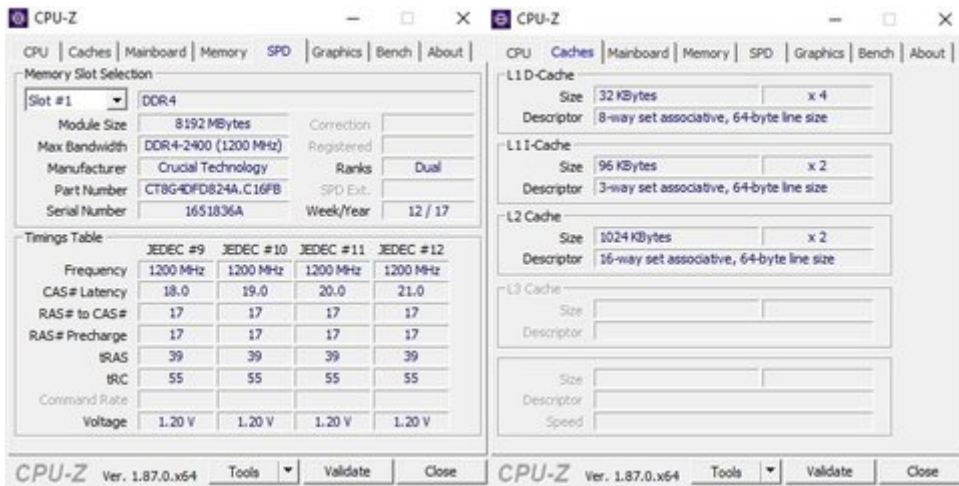 CPU-Z
CPU Caches Mainboard Memory SPD Graphics Bench About
Memory Slot Selection
Slot #1 DDR4
Module Size 8192 MBytes Correction
Max Bandwidth DDR4-2400 (1200 MHz) Registered
Manufacturer Crucial Technology Ranks Dual
Part Number CT8G4DFD824A.C16FB SPD Ext.
Serial Number 1651836A Week/Year 12 / 17
Timings Table
JEDEC #9 JEDEC #10 JEDEC #11 JEDEC #12
Frequency 1200 MHz 1200 MHz 1200 MHz 1200 MHz
CAS# Latency 18.0 19.0 20.0 21.0
RAS# to CAS# 17 17 17 17
RAS# Precharge 17 17 17 17
tRAS 39 39 39 39
tRC 55 55 55 55
Command Rate
Voltage 1.20 V 1.20 V 1.20 V 1.20 V
CPU-Z Ver. 1.87.0.x64 Tools Validate Close
CPU-Z
CPU Caches Mainboard Memory SPD Graphics Bench About
L1 D-Cache
Size 32 KBytes x 4
Descriptor 8-way set associative, 64-byte line size
L1 I-Cache
Size 96 KBytes x 2
Descriptor 3-way set associative, 64-byte line size
L2 Cache
Size 1024 KBytes x 2
Descriptor 16-way set associative, 64-byte line size
L3 Cache
Size
Descriptor
Size
Descriptor
Speed
CPU-Z Ver. 1.87.0.x64 Tools Validate Close